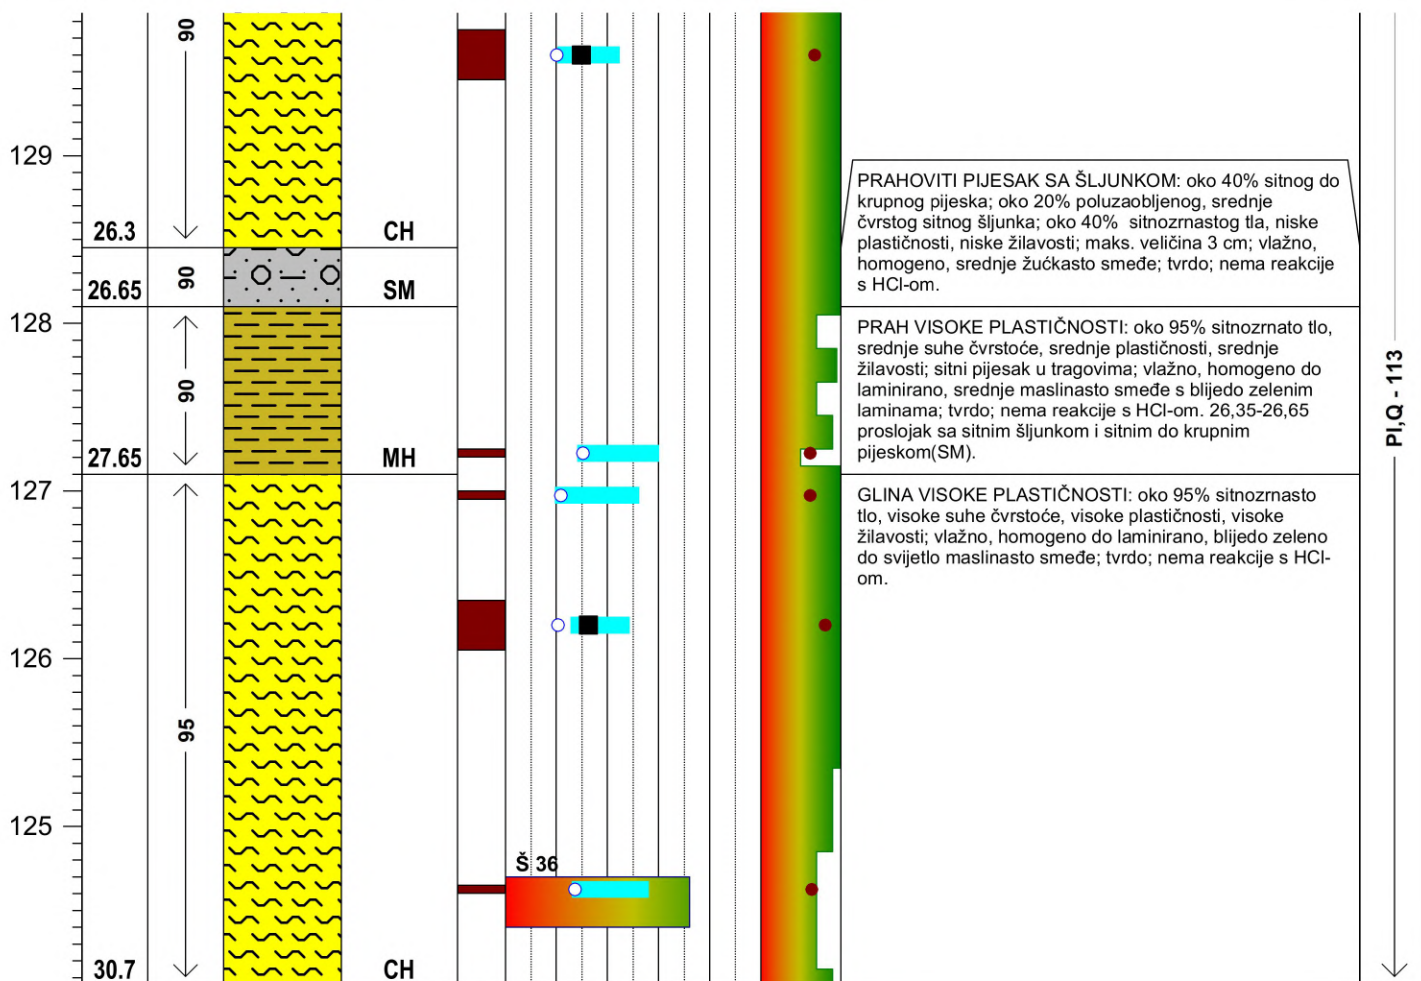 90
129
26.3
CH
PRAHOVITI PIJESAK SA ŠLJUNKOM: oko 40% sitnog do
krupnog pijeska; oko 20% poluzaobljenog, srednje
čvrstog sitnog šljunka; oko 40% sitnozrnastog tla, niske
plastičnosti, niske žilavosti; maks. veličina 3 cm; vlažno,
homogeno, srednje žućkasto smeđe; tvrdo; nema reakcije
s HCl-om.
90
26.65
SM
128
PRAH VISOKE PLASTIČNOSTI: oko 95% sitnozrnato tlo,
srednje suhe čvrstoće, srednje plastičnosti, srednje
žilavosti; sitni pijesak u tragovima; vlažno, homogeno do
laminirano, srednje maslinasto smeđe s blijedo zelenim
laminama; tvrdo; nema reakcije s HCl-om. 26,35-26,65
proslojak sa sitnim šljunkom i sitnim do krupnim
pijeskom(SM).
90
27.65
MH
PI,Q - 113
127
GLINA VISOKE PLASTIČNOSTI: oko 95% sitnozrnasto
tlo, visoke suhe čvrstoće, visoke plastičnosti, visoke
žilavosti; vlažno, homogeno do laminirano, blijedo zeleno
do svijetlo maslinasto smeđe; tvrdo; nema reakcije s HCl-
om.
126
95
125
Š 36
30.7
CH